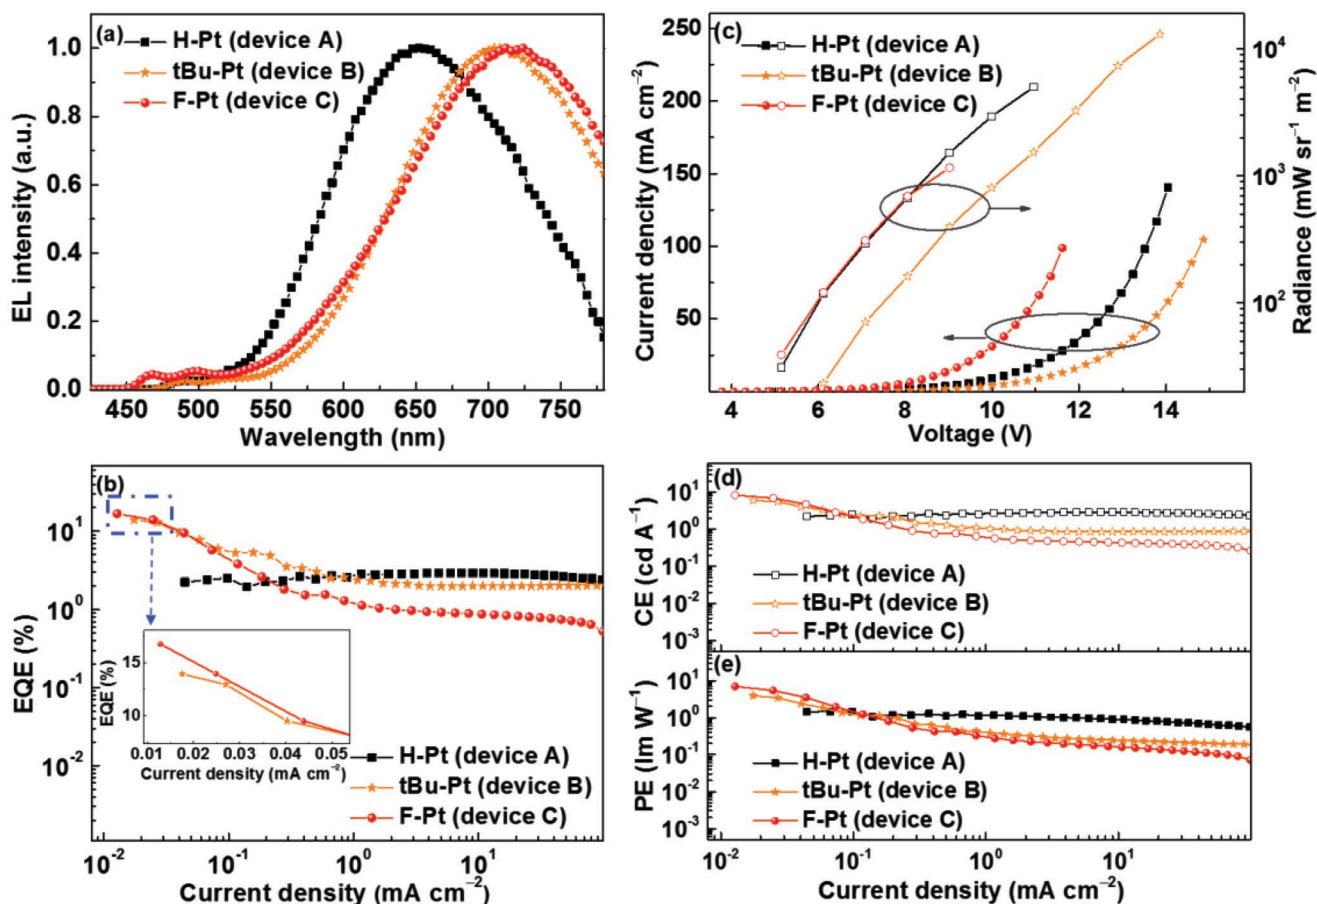 (a)
H-Pt (device A)
tBu-Pt (device B)
F-Pt (device C)
1.0
0.8
0.6
0.4
0.2
0.0
EL intensity (a.u.)
450 500 550 600 650 700 750
Wavelength (nm)
(c)
H-Pt (device A)
tBu-Pt (device B)
F-Pt (device C)
250
200
150
100
50
Current dencity (mA cm⁻²)
10⁴
10³
10²
Radiance (mW sr⁻¹ m⁻²)
4 6 8 10 12 14
Voltage (V)
(b)
10¹
10⁰
10⁻¹
10⁻²
EQE (%)
15
10
EQE (%)
0.01 0.02 0.03 0.04 0.05
Current density (mA cm⁻²)
H-Pt (device A)
tBu-Pt (device B)
F-Pt (device C)
10⁻² 10⁻¹ 10⁰ 10¹
Current density (mA cm⁻²)
(d)
10¹
10⁰
10⁻¹
10⁻²
10⁻³
CE (cd A⁻¹)
H-Pt (device A)
tBu-Pt (device B)
F-Pt (device C)
(e)
10¹
10⁰
10⁻¹
10⁻²
10⁻³
PE (lm W⁻¹)
H-Pt (device A)
tBu-Pt (device B)
F-Pt (device C)
10⁻² 10⁻¹ 10⁰ 10¹
Current density (mA cm⁻²)